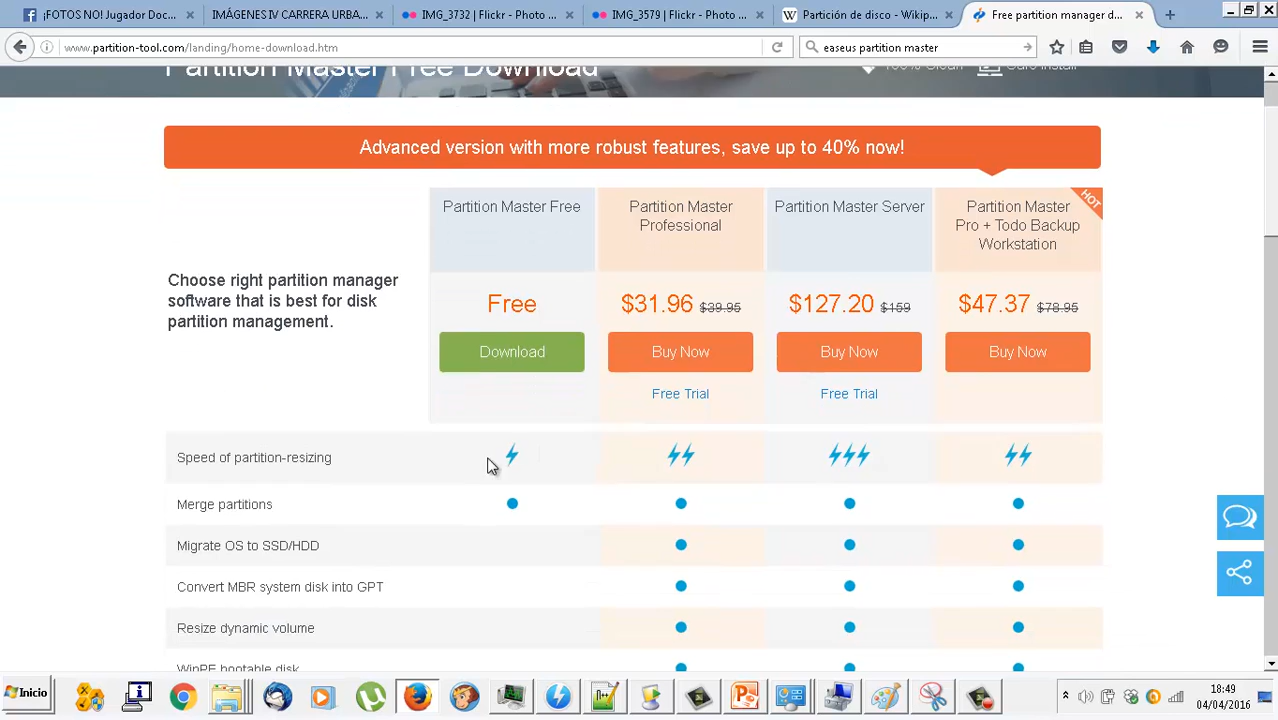 ¡FOTOS NO! Jugador Doc...
IMÁGENES IV CARRERA URBA...
IMG_3732 | Flickr - Photo ...
IMG_3579 | Flickr - Photo ...
Partición de disco - Wikip...
Free partition manager d...
www.partition-tool.com/landing/home-download.htm
easeus partition master
Partition Master Free Download
100% Clean
Safe Install
Advanced version with more robust features, save up to 40% now!
Choose right partition manager
software that is best for disk
partition management.
Partition Master Free
Free
Download
Partition Master
Professional
$31.96 $39.95
Buy Now
Free Trial
Partition Master Server
$127.20 $159
Buy Now
Free Trial
HOT
Partition Master
Pro + Todo Backup
Workstation
$47.37 $78.95
Buy Now
Speed of partition-resizing
Merge partitions
Migrate OS to SSD/HDD
Convert MBR system disk into GPT
Resize dynamic volume
WinPE bootable disk
Inicio
18:49
04/04/2016